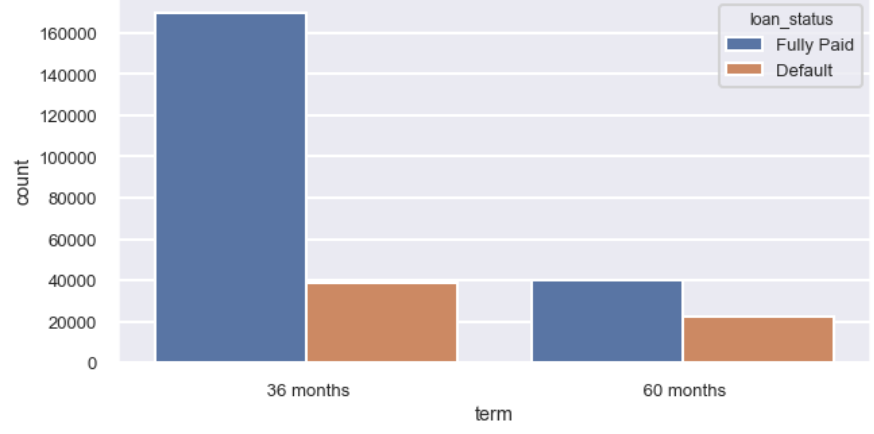 loan_status
Fully Paid
Default
160000
140000
120000
100000
80000
60000
40000
20000
0
count
36 months
60 months
term